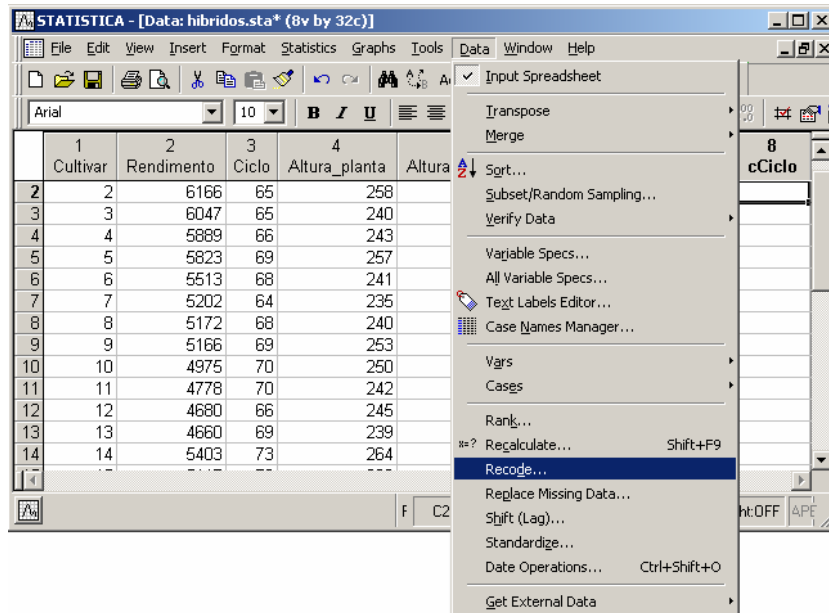 STATISTICA - [Data: hibridos.sta* (8v by 32c)]
File Edit View Insert Format Statistics Graphs Tools Data Window Help
Arial 10 B I U
1 2 3 4 8
Cultivar Rendimento Ciclo Altura_planta Altura cCiclo
2 2 6166 65 258
3 3 6047 65 240
4 4 5889 66 243
5 5 5823 69 257
6 6 5513 68 241
7 7 5202 64 235
8 8 5172 68 240
9 9 5166 69 253
10 10 4975 70 250
11 11 4778 70 242
12 12 4680 66 245
13 13 4660 69 239
14 14 5403 73 264
F C2 ht:OFF
Input Spreadsheet
Transpose
Merge
Sort...
Subset/Random Sampling...
Verify Data
Variable Specs...
All Variable Specs...
Text Labels Editor...
Case Names Manager...
Vars
Cases
Rank...
x=? Recalculate... Shift+F9
Recode...
Replace Missing Data...
Shift (Lag)...
Standardize...
Date Operations... Ctrl+Shift+O
Get External Data